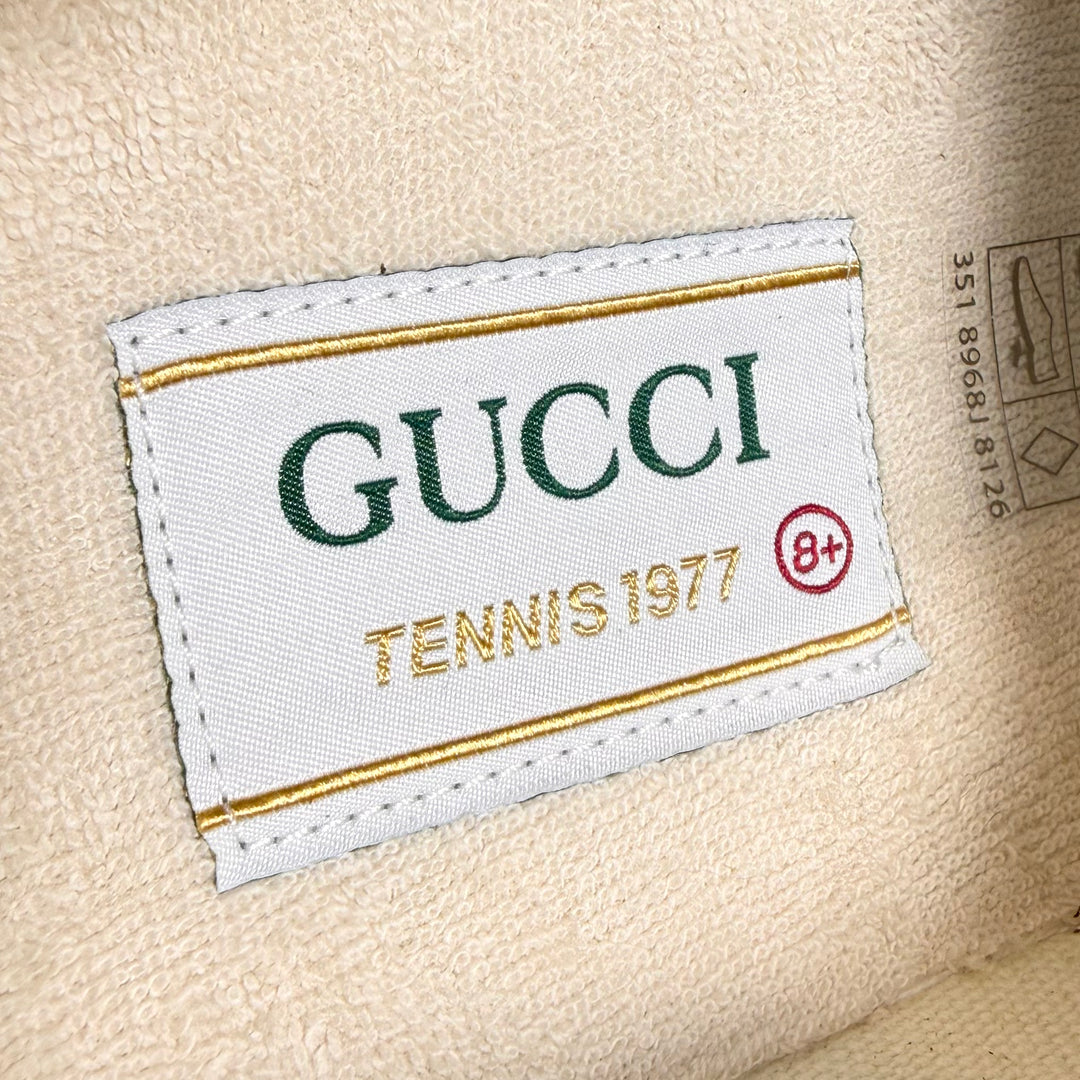 GUCCI
TENNIS 1977
8+
351 8968J 8126